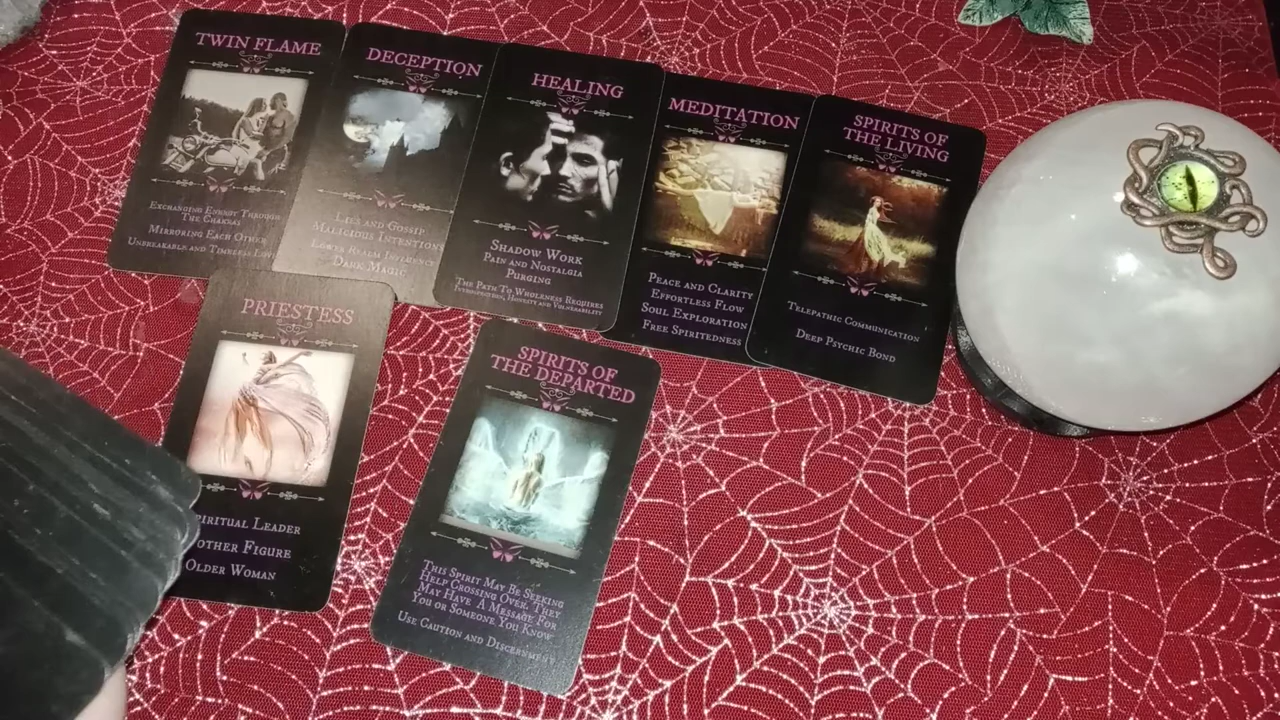 TWIN FLAME
EXCHANGING ENERGY THROUGH
THE CHAKRAS
MIRRORING EACH OTHER
UNBREAKABLE AND TIMELESS LOV
DECEPTION
LIES AND GOSSIP
MALICIOUS INTENTIONS
LOWER REALM INFLUENCE
DARK MAGIC
HEALING
SHADOW WORK
PAIN AND NOSTALGIA
PURGING
THE PATH TO WHOLENESS REQUIRES
INTROSPECTION, HONESTY AND VULNERABILITY
MEDITATION
PEACE AND CLARITY
EFFORTLESS FLOW
SOUL EXPLORATION
FREE SPIRITEDNESS
SPIRITS OF
THE LIVING
TELEPATHIC COMMUNICATION
DEEP PSYCHIC BOND
PRIESTESS
PIRITUAL LEADER
OTHER FIGURE
OLDER WOMAN
SPIRITS OF
THE DEPARTED
THIS SPIRIT MAY BE SEEKING
HELP CROSSING OVER. THEY
MAY HAVE A MESSAGE FOR
YOU OR SOMEONE YOU KNOW
USE CAUTION AND DISCERNMENT